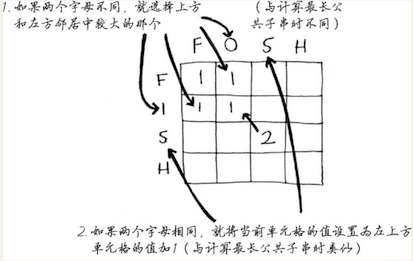 1. 如果两个字母不同，就选择上方 （与计算最长公
和左方邻居中较大的那个 共子串时不同）
F O S H
F 1 1
I 1 1
S 2
H
2. 如果两个字母相同，就将当前单元格的值设置为左上方
单元格的值加1（与计算最长公共子串时类似）